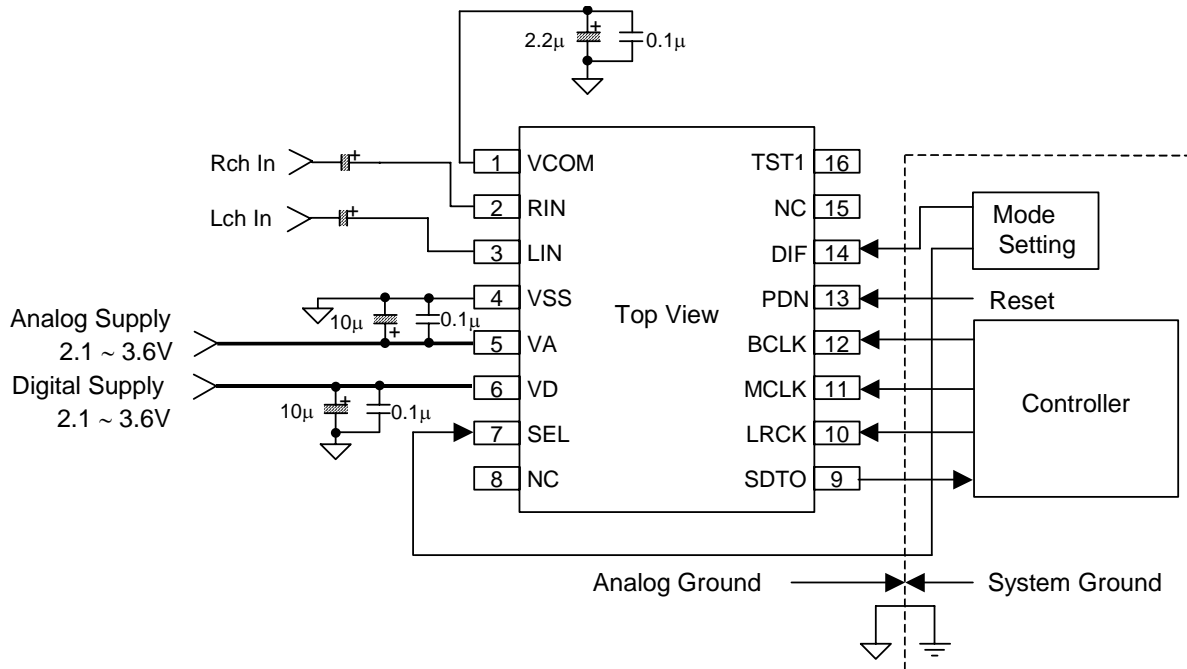 2.2μ
+
0.1μ
Rch In
+
Lch In
+
1 VCOM
2 RIN
3 LIN
4 VSS
5 VA
6 VD
7 SEL
8 NC
Top View
TST1 16
NC 15
DIF 14
PDN 13
BCLK 12
MCLK 11
LRCK 10
SDTO 9
Mode
Setting
Reset
Controller
10μ
+
0.1μ
Analog Supply
2.1 ~ 3.6V
Digital Supply
2.1 ~ 3.6V
10μ
+
0.1μ
Analog Ground
System Ground